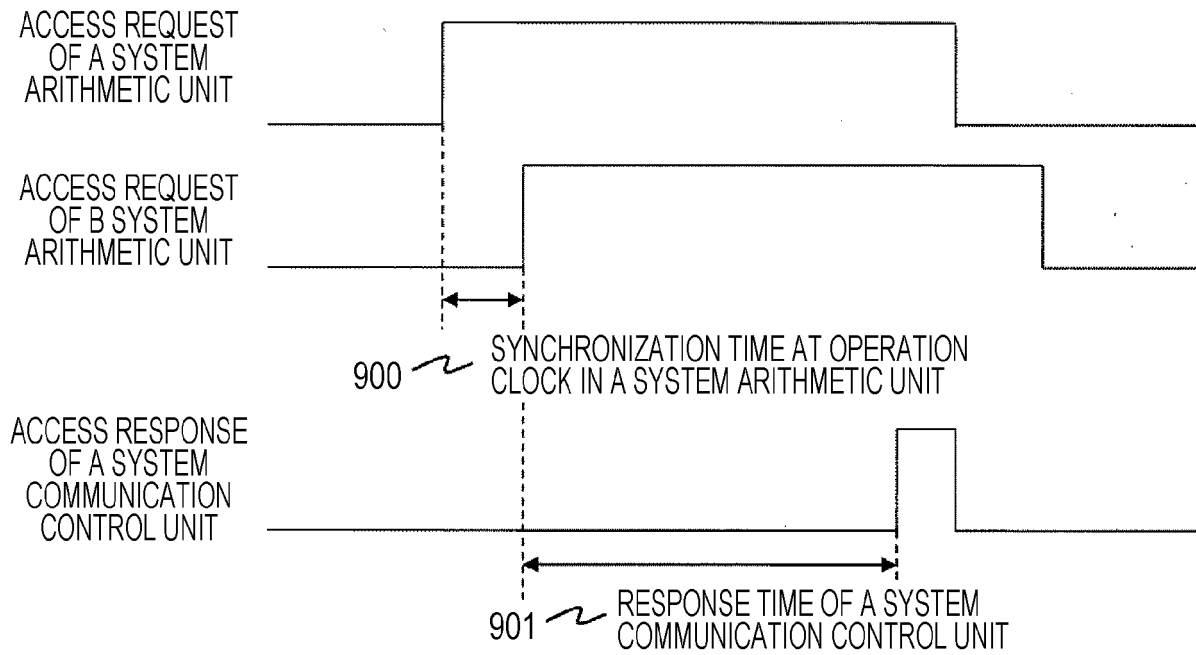 ACCESS REQUEST
OF A SYSTEM
ARITHMETIC UNIT
ACCESS REQUEST
OF B SYSTEM
ARITHMETIC UNIT
900
SYNCHRONIZATION TIME AT OPERATION
CLOCK IN A SYSTEM ARITHMETIC UNIT
ACCESS RESPONSE
OF A SYSTEM
COMMUNICATION
CONTROL UNIT
901
RESPONSE TIME OF A SYSTEM
COMMUNICATION CONTROL UNIT